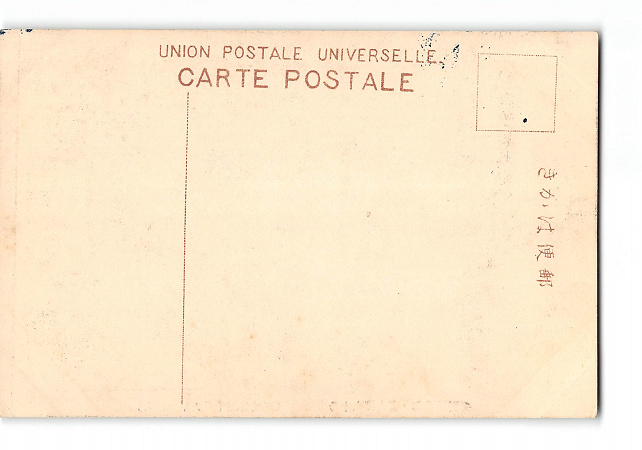 UNION POSTALE UNIVERSELLE.
CARTE POSTALE
きかは便郵